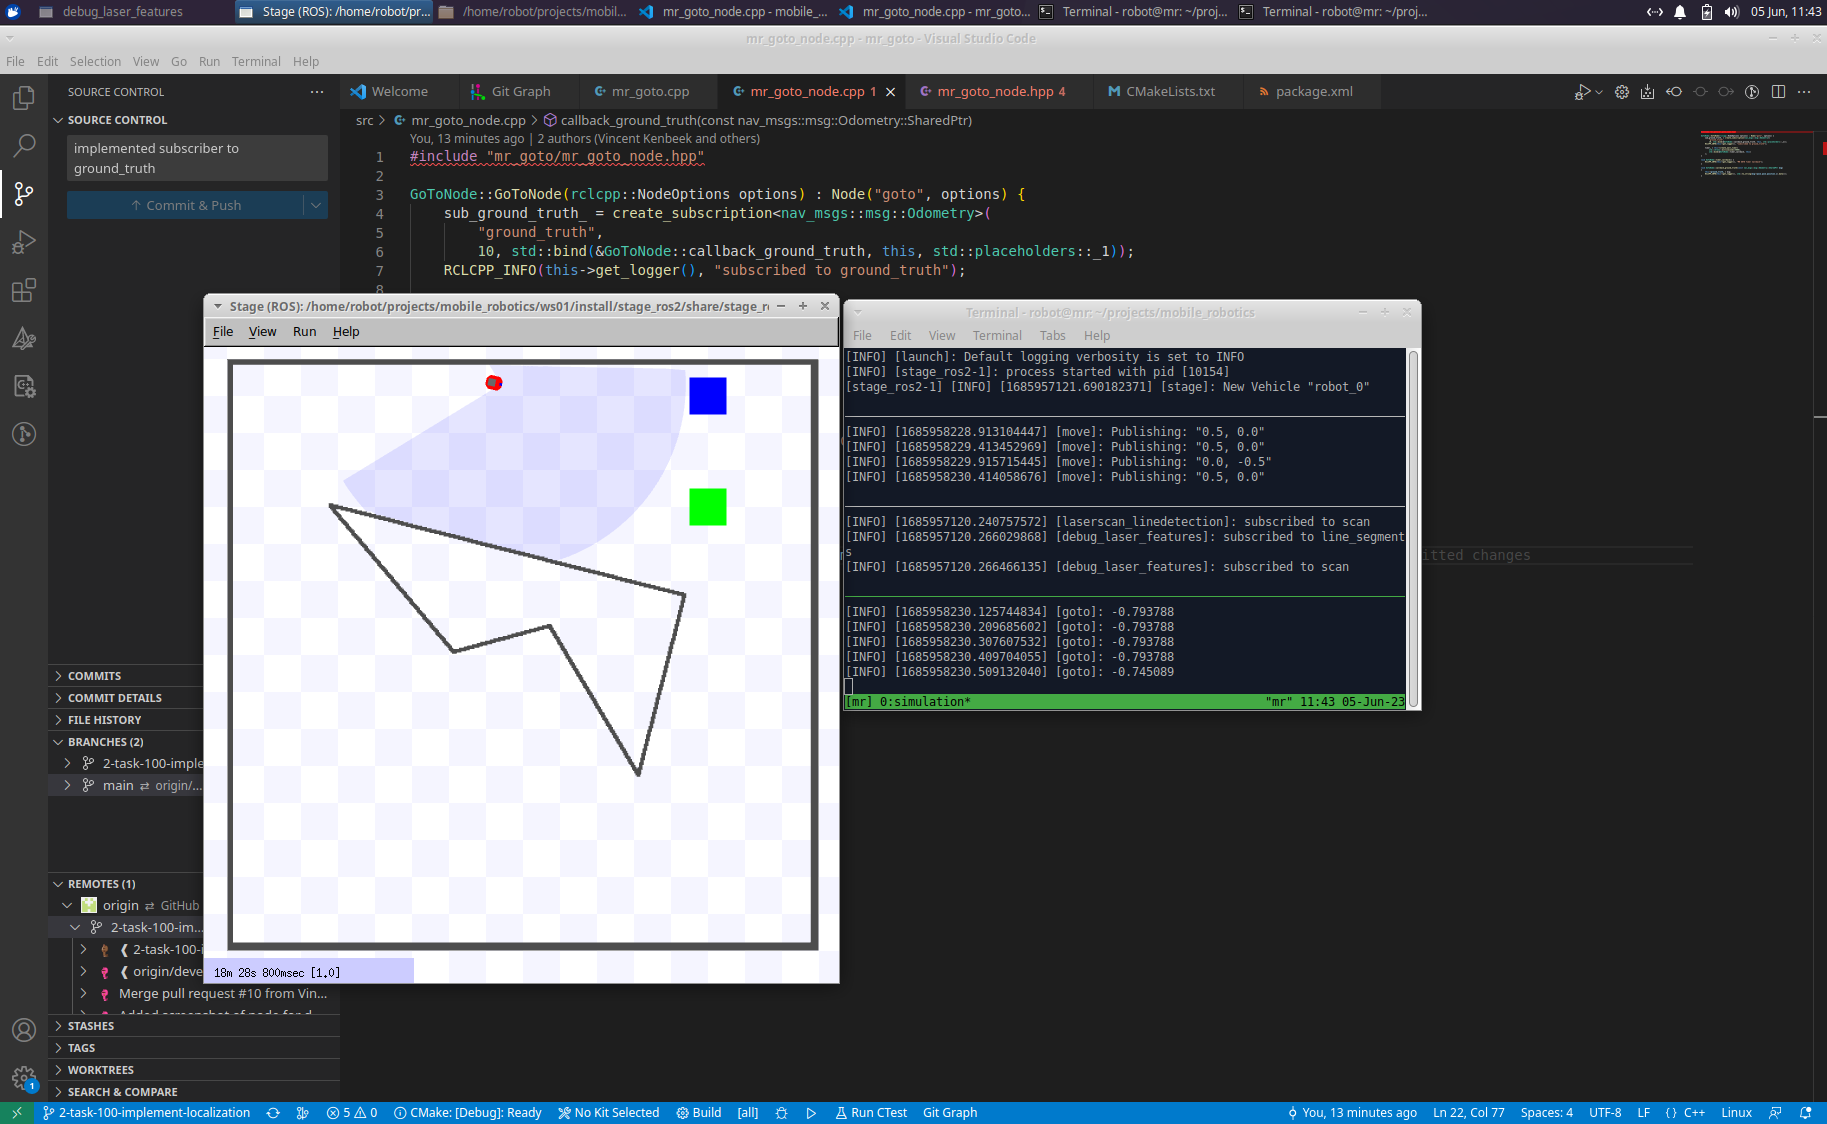 debug_laser_features
Stage (ROS): /home/robot/pr...
/home/robot/projects/mobil...
mr_goto_node.cpp - mobile_...
mr_goto_node.cpp - mr_goto...
Terminal - robot@mr: ~/proj...
Terminal - robot@mr: ~/proj...
05 Jun, 11:43
mr_goto_node.cpp - mr_goto - Visual Studio Code
File Edit Selection View Go Run Terminal Help
SOURCE CONTROL
Welcome
Git Graph
mr_goto.cpp
mr_goto_node.cpp 1
mr_goto_node.hpp 4
CMakeLists.txt
package.xml
SOURCE CONTROL
implemented subscriber to
ground_truth
Commit & Push
src > mr_goto_node.cpp > callback_ground_truth(const nav_msgs::msg::Odometry::SharedPtr)
You, 13 minutes ago | 2 authors (Vincent Kenbeek and others)
1 #include "mr_goto/mr_goto_node.hpp"
2
3 GoToNode::GoToNode(rclcpp::NodeOptions options) : Node("goto", options) {
4 sub_ground_truth_ = create_subscription<nav_msgs::msg::Odometry>(
5 "ground_truth",
6 10, std::bind(&GoToNode::callback_ground_truth, this, std::placeholders::_1));
7 RCLCPP_INFO(this->get_logger(), "subscribed to ground_truth");
8
Stage (ROS): /home/robot/projects/mobile_robotics/ws01/install/stage_ros2/share/stage_r
File View Run Help
18m 28s 800msec [1.0]
Terminal - robot@mr: ~/projects/mobile_robotics
File Edit View Terminal Tabs Help
[INFO] [launch]: Default logging verbosity is set to INFO
[INFO] [stage_ros2-1]: process started with pid [10154]
[stage_ros2-1] [INFO] [1685957121.690182371] [stage]: New Vehicle "robot_0"
[INFO] [1685958228.913104447] [move]: Publishing: "0.5, 0.0"
[INFO] [1685958229.413452969] [move]: Publishing: "0.5, 0.0"
[INFO] [1685958229.915715445] [move]: Publishing: "0.0, -0.5"
[INFO] [1685958230.414058676] [move]: Publishing: "0.5, 0.0"
[INFO] [1685957120.240757572] [laserscan_linedetection]: subscribed to scan
[INFO] [1685957120.266029868] [debug_laser_features]: subscribed to line_segment
s
[INFO] [1685957120.266466135] [debug_laser_features]: subscribed to scan
[INFO] [1685958230.125744834] [goto]: -0.793788
[INFO] [1685958230.209685602] [goto]: -0.793788
[INFO] [1685958230.307607532] [goto]: -0.793788
[INFO] [1685958230.409704055] [goto]: -0.793788
[INFO] [1685958230.509132040] [goto]: -0.745089
[mr] 0:simulation* "mr" 11:43 05-Jun-23
itted changes
COMMITS
COMMIT DETAILS
FILE HISTORY
BRANCHES (2)
2-task-100-imple
main ⇄ origin/...
REMOTES (1)
origin ⇄ GitHub
2-task-100-im...
2-task-100-i
origin/deve
Merge pull request #10 from Vin...
STASHES
TAGS
WORKTREES
SEARCH & COMPARE
1
2-task-100-implement-localization
5 0
CMake: [Debug]: Ready
No Kit Selected
Build
[all]
Run CTest
Git Graph
You, 13 minutes ago
Ln 22, Col 77
Spaces: 4
UTF-8
LF
{ } C++
Linux